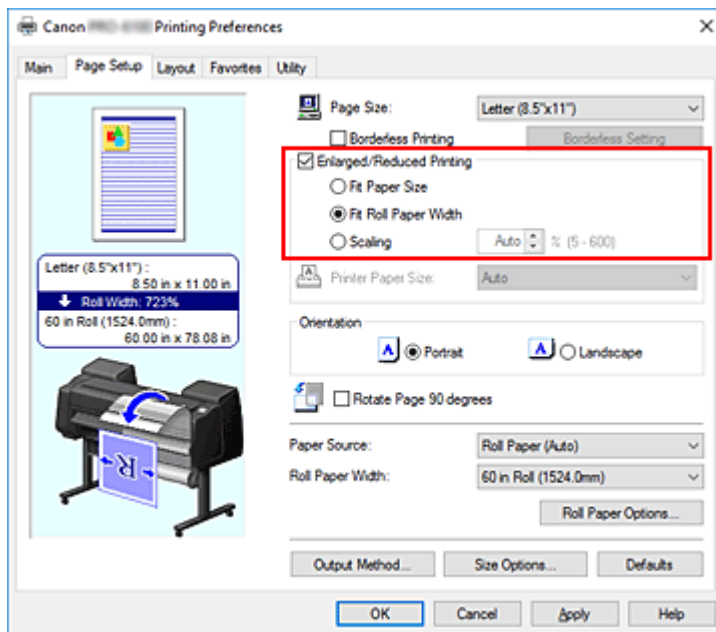 Canon Printing Preferences
Main Page Setup Layout Favorites Utility
Page Size: Letter (8.5"x11")
Borderless Printing Borderless Setting
Enlarged/Reduced Printing
Fit Paper Size
Fit Roll Paper Width
Scaling Auto % (5 - 600)
Printer Paper Size: Auto
Letter (8.5"x11") :
8.50 in x 11.00 in
Roll Width: 723%
60 in Roll (1524.0mm) :
60.00 in x 78.08 in
Orientation
A Portrait A Landscape
Rotate Page 90 degrees
R
Paper Source: Roll Paper (Auto)
Roll Paper Width: 60 in Roll (1524.0mm)
Roll Paper Options...
Output Method... Size Options... Defaults
OK Cancel Apply Help